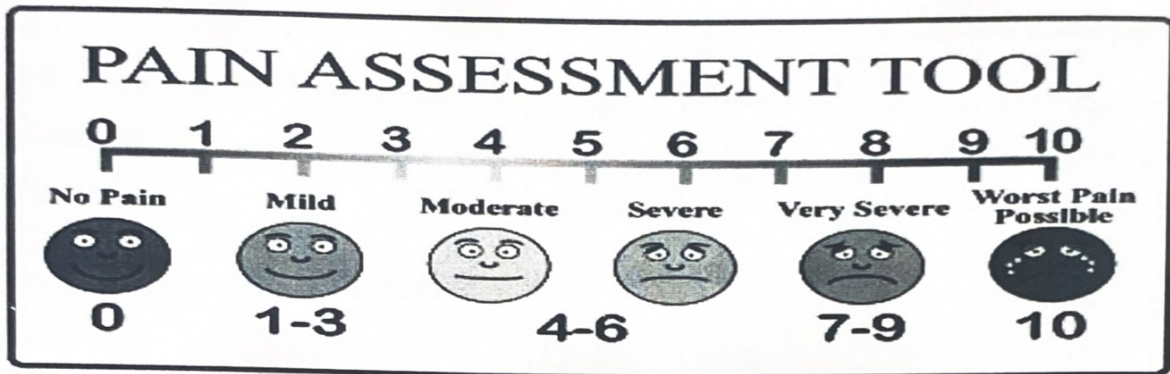 PAIN ASSESSMENT TOOL
0 1 2 3 4 5 6 7 8 9 10
No Pain Mild Moderate Severe Very Severe Worst Pain
Possible
0 1-3 4-6 7-9 10